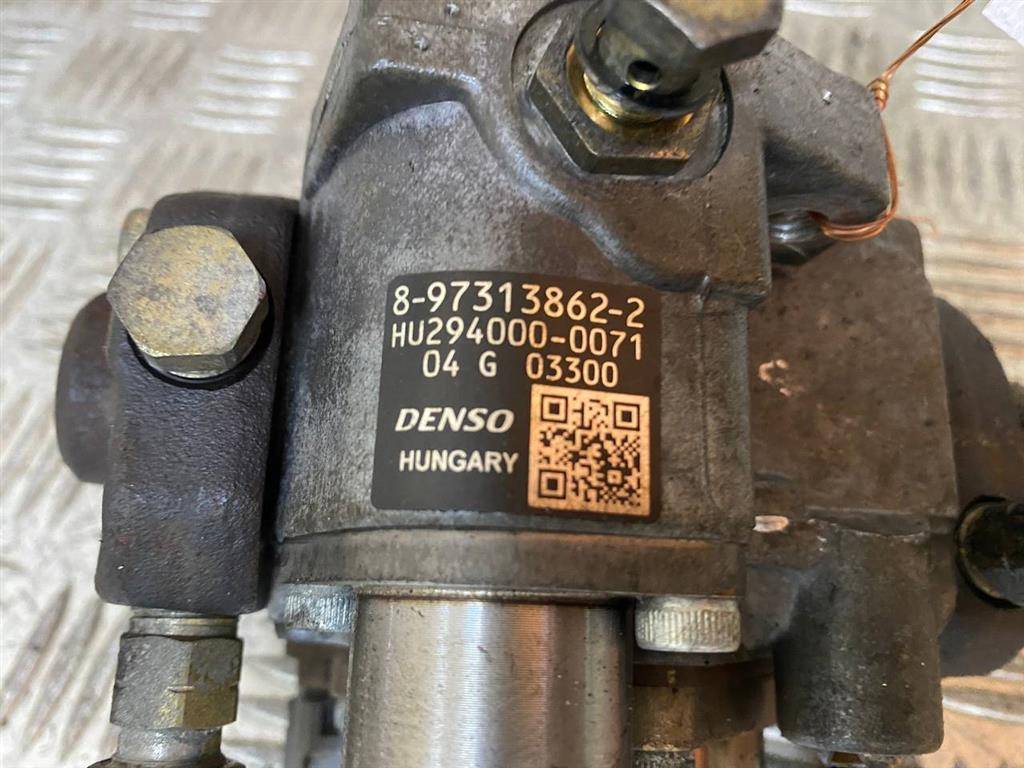 8-97313862-2
HU294000-0071
04 G 03300
DENSO
HUNGARY